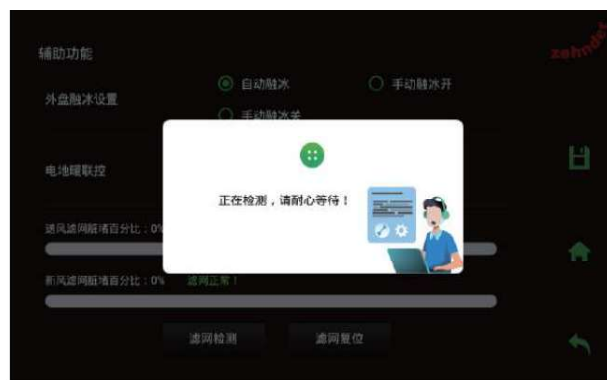 辅助功能
zehnder
外盘融冰设置
自动融冰
手动融冰开
手动融冰关
电地暖联控
正在检测,请耐心等待!
送风滤网脏堵百分比:0%
新风滤网脏堵百分比:0%
滤网正常!
滤网检测
滤网复位